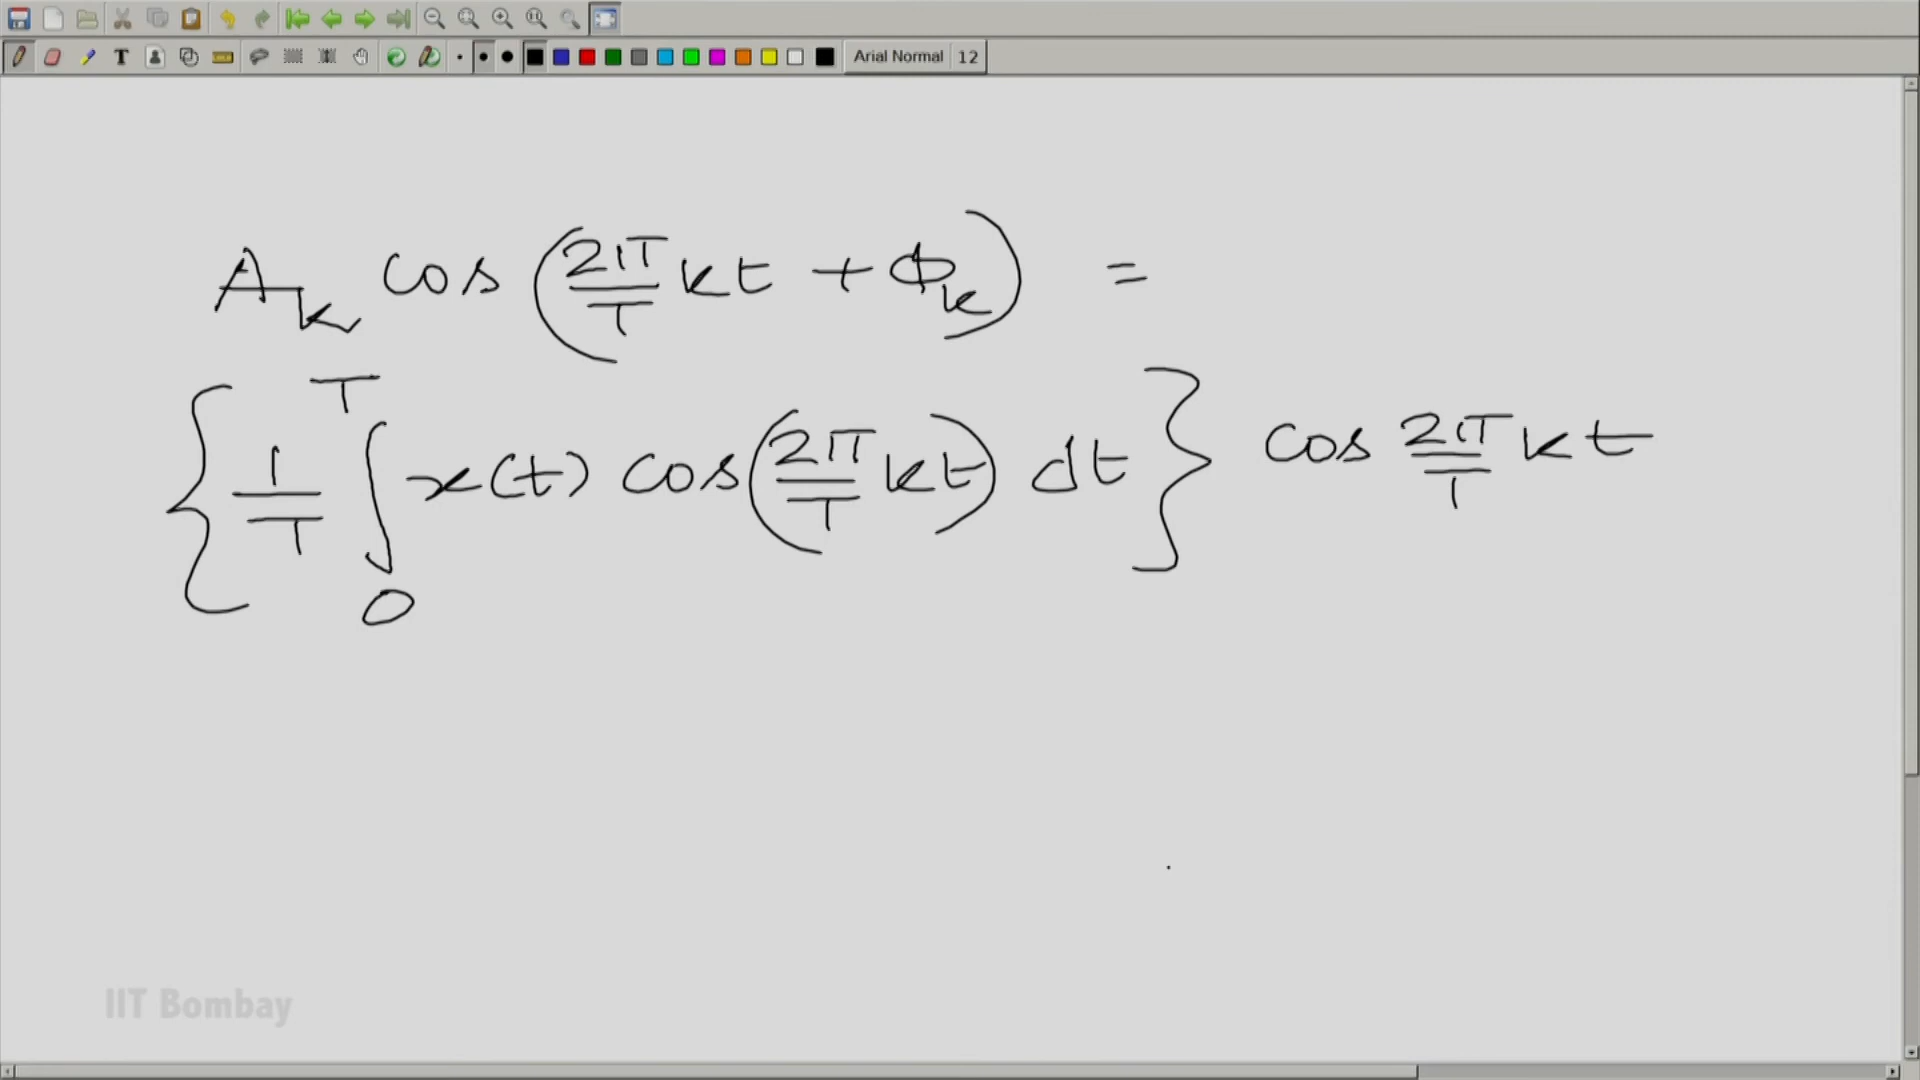 Arial Normal 12
A_k cos(2π/T kt + Φ_k) =
{1/T ∫_0^T x(t) cos(2π/T kt) dt} cos 2π/T kt
IIT Bombay